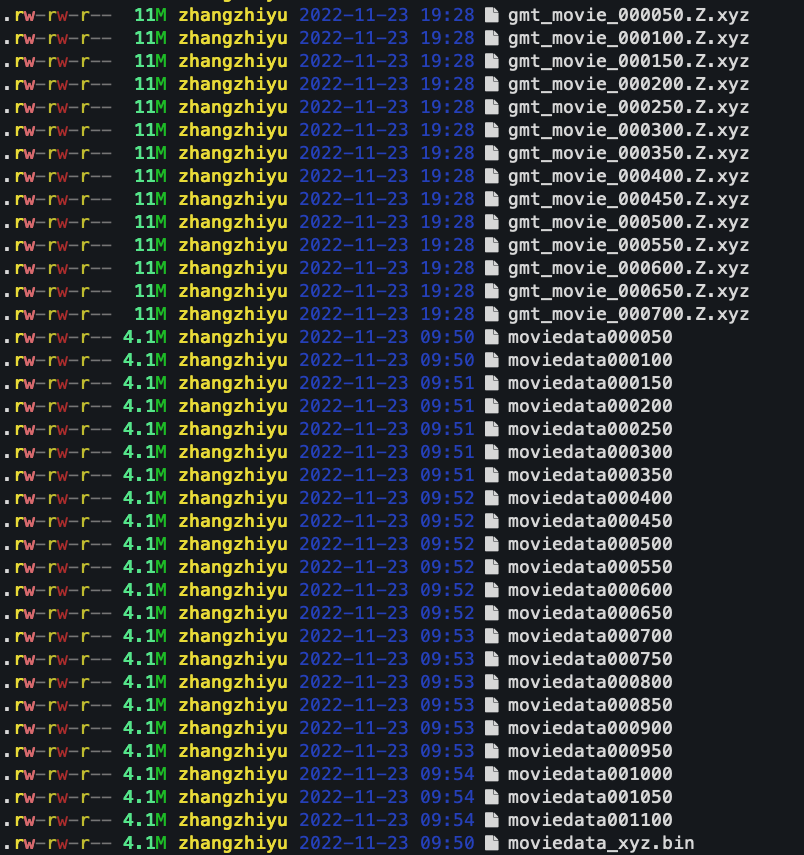 .rw-rw-r-- 11M zhangzhiyu 2022-11-23 19:28 gmt_movie_000050.Z.xyz
.rw-rw-r-- 11M zhangzhiyu 2022-11-23 19:28 gmt_movie_000100.Z.xyz
.rw-rw-r-- 11M zhangzhiyu 2022-11-23 19:28 gmt_movie_000150.Z.xyz
.rw-rw-r-- 11M zhangzhiyu 2022-11-23 19:28 gmt_movie_000200.Z.xyz
.rw-rw-r-- 11M zhangzhiyu 2022-11-23 19:28 gmt_movie_000250.Z.xyz
.rw-rw-r-- 11M zhangzhiyu 2022-11-23 19:28 gmt_movie_000300.Z.xyz
.rw-rw-r-- 11M zhangzhiyu 2022-11-23 19:28 gmt_movie_000350.Z.xyz
.rw-rw-r-- 11M zhangzhiyu 2022-11-23 19:28 gmt_movie_000400.Z.xyz
.rw-rw-r-- 11M zhangzhiyu 2022-11-23 19:28 gmt_movie_000450.Z.xyz
.rw-rw-r-- 11M zhangzhiyu 2022-11-23 19:28 gmt_movie_000500.Z.xyz
.rw-rw-r-- 11M zhangzhiyu 2022-11-23 19:28 gmt_movie_000550.Z.xyz
.rw-rw-r-- 11M zhangzhiyu 2022-11-23 19:28 gmt_movie_000600.Z.xyz
.rw-rw-r-- 11M zhangzhiyu 2022-11-23 19:28 gmt_movie_000650.Z.xyz
.rw-rw-r-- 11M zhangzhiyu 2022-11-23 19:28 gmt_movie_000700.Z.xyz
.rw-rw-r-- 4.1M zhangzhiyu 2022-11-23 09:50 moviedata000050
.rw-rw-r-- 4.1M zhangzhiyu 2022-11-23 09:50 moviedata000100
.rw-rw-r-- 4.1M zhangzhiyu 2022-11-23 09:51 moviedata000150
.rw-rw-r-- 4.1M zhangzhiyu 2022-11-23 09:51 moviedata000200
.rw-rw-r-- 4.1M zhangzhiyu 2022-11-23 09:51 moviedata000250
.rw-rw-r-- 4.1M zhangzhiyu 2022-11-23 09:51 moviedata000300
.rw-rw-r-- 4.1M zhangzhiyu 2022-11-23 09:51 moviedata000350
.rw-rw-r-- 4.1M zhangzhiyu 2022-11-23 09:52 moviedata000400
.rw-rw-r-- 4.1M zhangzhiyu 2022-11-23 09:52 moviedata000450
.rw-rw-r-- 4.1M zhangzhiyu 2022-11-23 09:52 moviedata000500
.rw-rw-r-- 4.1M zhangzhiyu 2022-11-23 09:52 moviedata000550
.rw-rw-r-- 4.1M zhangzhiyu 2022-11-23 09:52 moviedata000600
.rw-rw-r-- 4.1M zhangzhiyu 2022-11-23 09:52 moviedata000650
.rw-rw-r-- 4.1M zhangzhiyu 2022-11-23 09:53 moviedata000700
.rw-rw-r-- 4.1M zhangzhiyu 2022-11-23 09:53 moviedata000750
.rw-rw-r-- 4.1M zhangzhiyu 2022-11-23 09:53 moviedata000800
.rw-rw-r-- 4.1M zhangzhiyu 2022-11-23 09:53 moviedata000850
.rw-rw-r-- 4.1M zhangzhiyu 2022-11-23 09:53 moviedata000900
.rw-rw-r-- 4.1M zhangzhiyu 2022-11-23 09:53 moviedata000950
.rw-rw-r-- 4.1M zhangzhiyu 2022-11-23 09:54 moviedata001000
.rw-rw-r-- 4.1M zhangzhiyu 2022-11-23 09:54 moviedata001050
.rw-rw-r-- 4.1M zhangzhiyu 2022-11-23 09:54 moviedata001100
.rw-rw-r-- 4.1M zhangzhiyu 2022-11-23 09:50 moviedata_xyz.bin